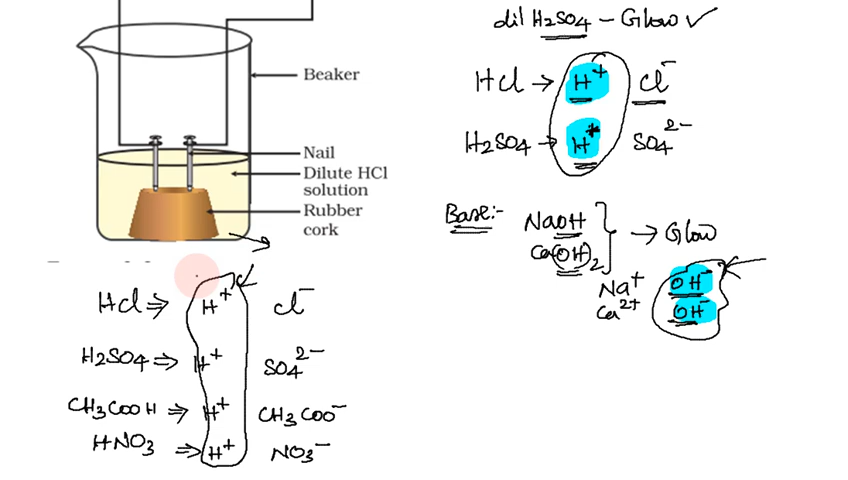 Beaker
Nail
Dilute HCl
solution
Rubber
cork
HCl ⇒ H+ Cl-
H2SO4 ⇒ H+ SO4 2-
CH3COOH ⇒ H+ CH3COO-
HNO3 ⇒ H+ NO3-
dil H2SO4 - Glow ✓
HCl → H+ Cl-
H2SO4 → H+ SO4 2-
Base:- NaOH
Ca(OH)2 } → Glow
Na+ OH-
Ca2+ OH-